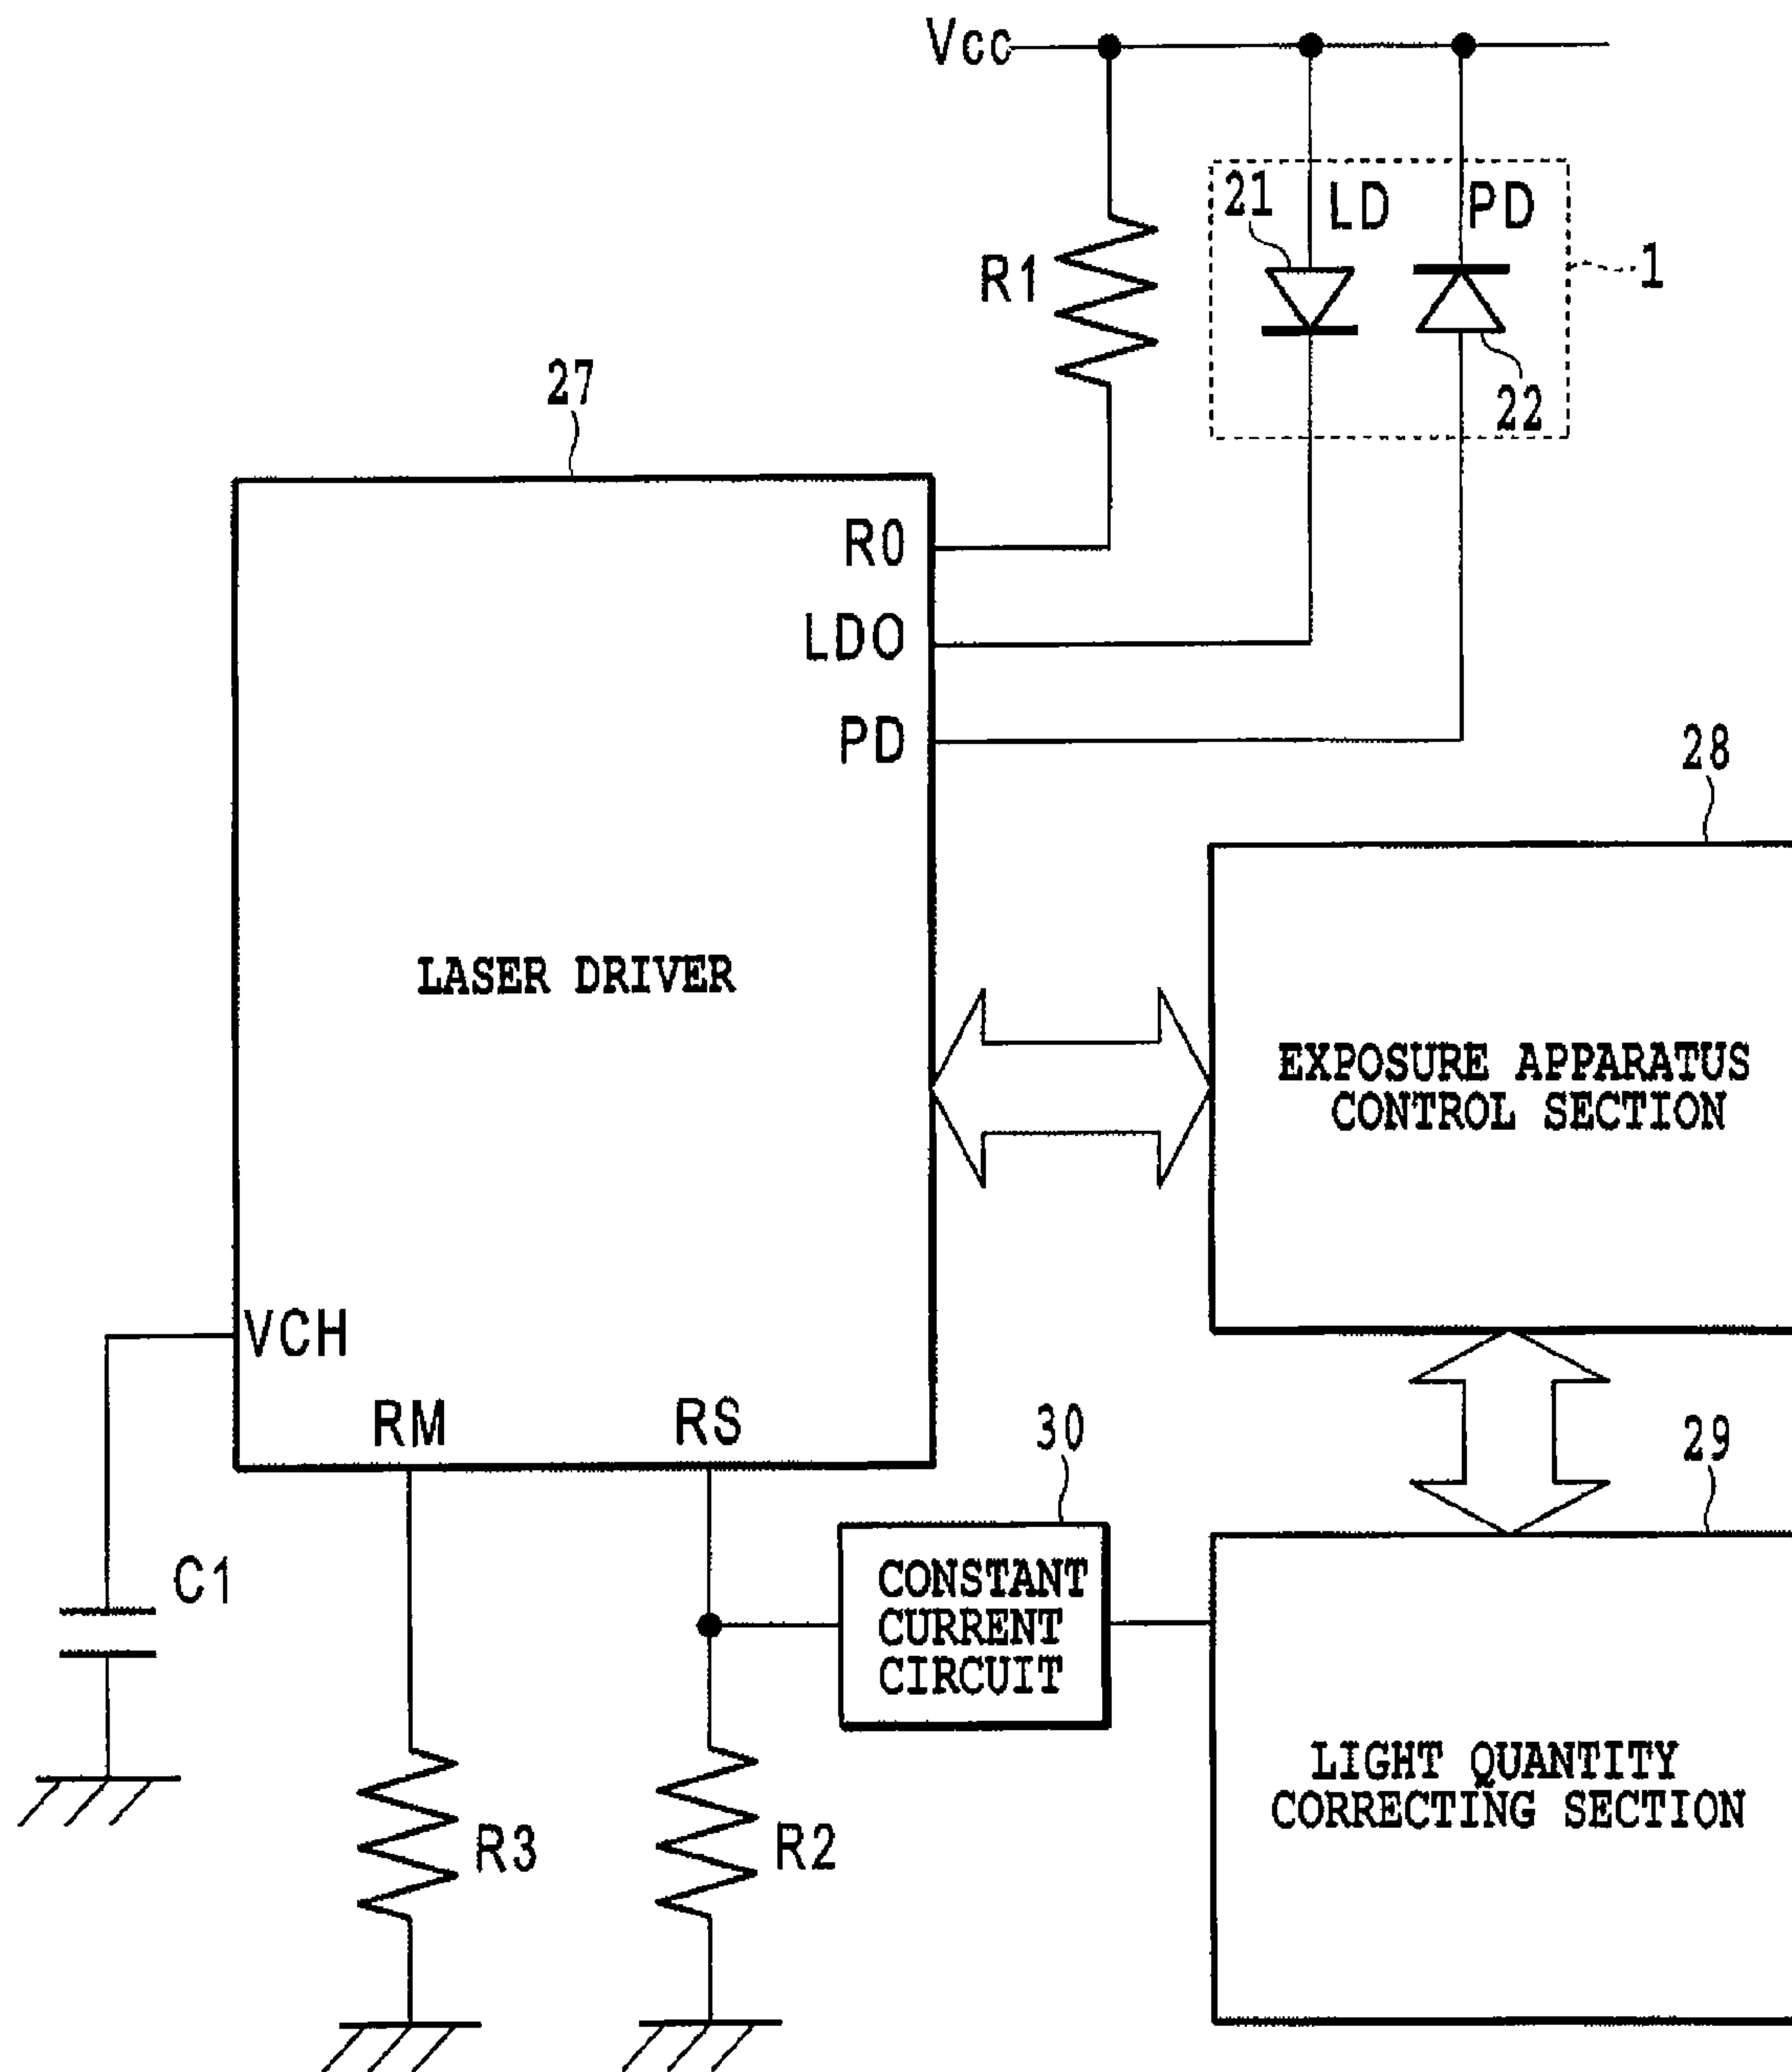 Vcc
21
LD
PD
R1
1
22
27
R0
LDO
PD
28
LASER DRIVER
EXPOSURE APPARATUS
CONTROL SECTION
VCH
RM
RS
30
29
C1
CONSTANT
CURRENT
CIRCUIT
LIGHT QUANTITY
CORRECTING SECTION
R3
R2